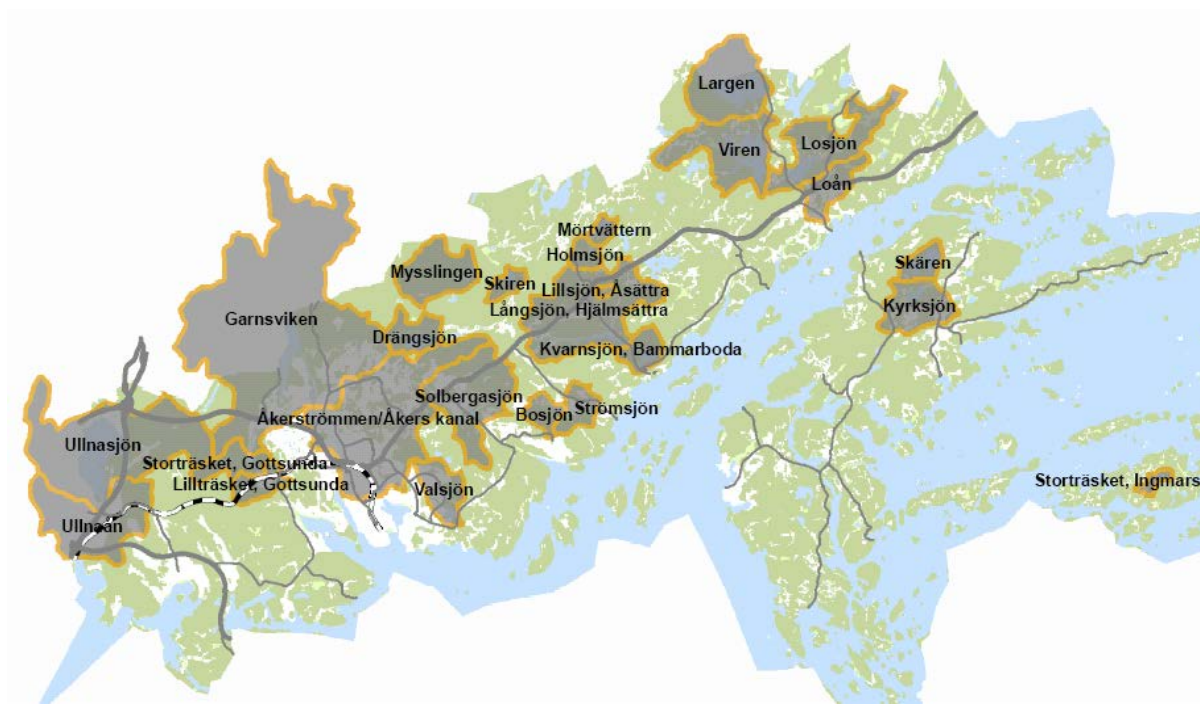 Largen
Viren
Losjön
Loån
Mörtvättern
Holmsjön
Mysslingen
Skiren
Lillsjön, Åsättra
Skären
Långsjön, Hjälmsättra
Kyrksjön
Garnsviken
Drängsjön
Kvarnsjön, Bammarboda
Solbergasjön
Åkerströmmen/Åkers kanal
Bosjön
Strömsjön
Ullnasjön
Storträsket, Gottsunda
Lillträsket, Gottsunda
Valsjön
Storträsket, Ingmars
Ullnaån